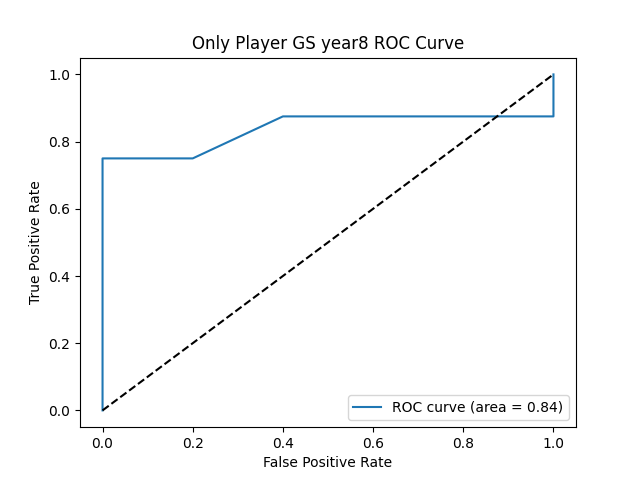 Only Player GS year8 ROC Curve
True Positive Rate
1.0
0.8
0.6
0.4
0.2
0.0
ROC curve (area = 0.84)
0.0 0.2 0.4 0.6 0.8 1.0
False Positive Rate